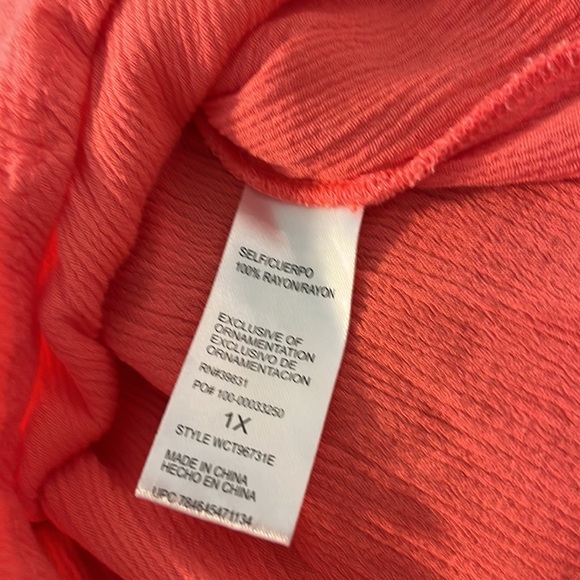 SELF/CUERPO
100% RAYON/RAYON
EXCLUSIVE OF
ORNAMENTATION
EXCLUSIVO DE
ORNAMENTACION
RN#39631
PO# 100-00033250
1X
STYLE WCT96731E
MADE IN CHINA
HECHO EN CHINA
UPC 784645471134